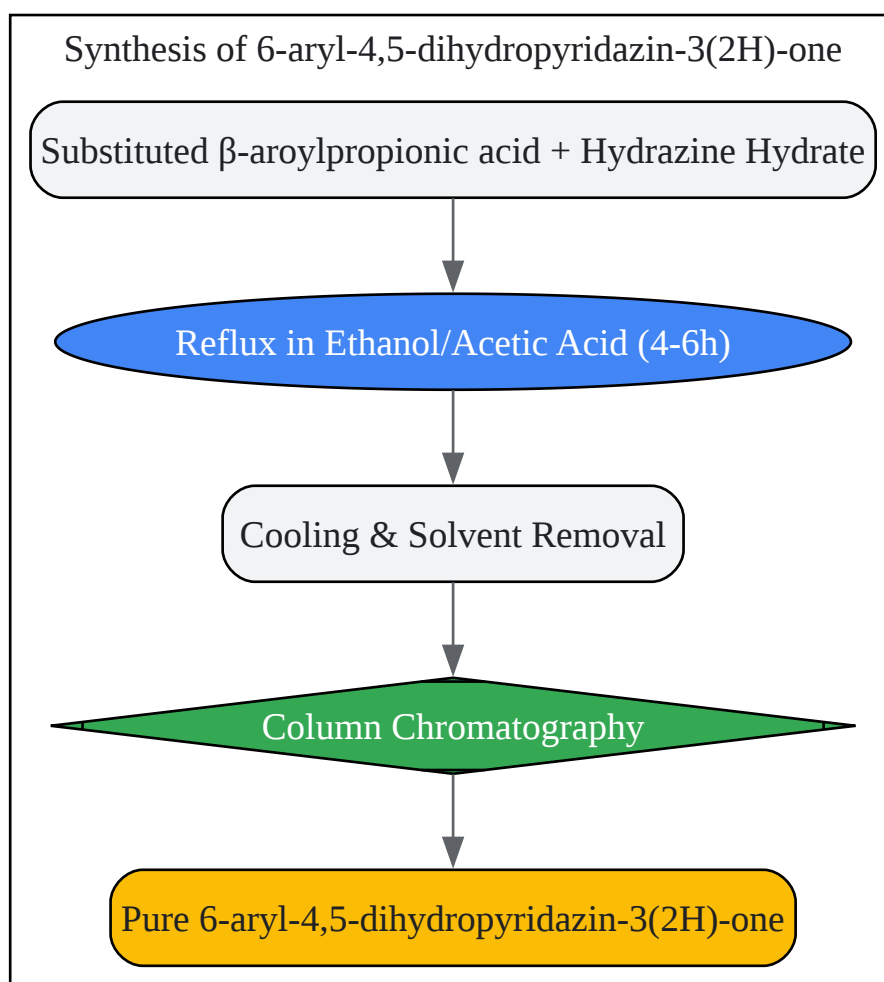 Synthesis of 6-aryl-4,5-dihydropyridazin-3(2H)-one
Substituted β-aroylpropionic acid + Hydrazine Hydrate
Reflux in Ethanol/Acetic Acid (4-6h)
Cooling & Solvent Removal
Column Chromatography
Pure 6-aryl-4,5-dihydropyridazin-3(2H)-one